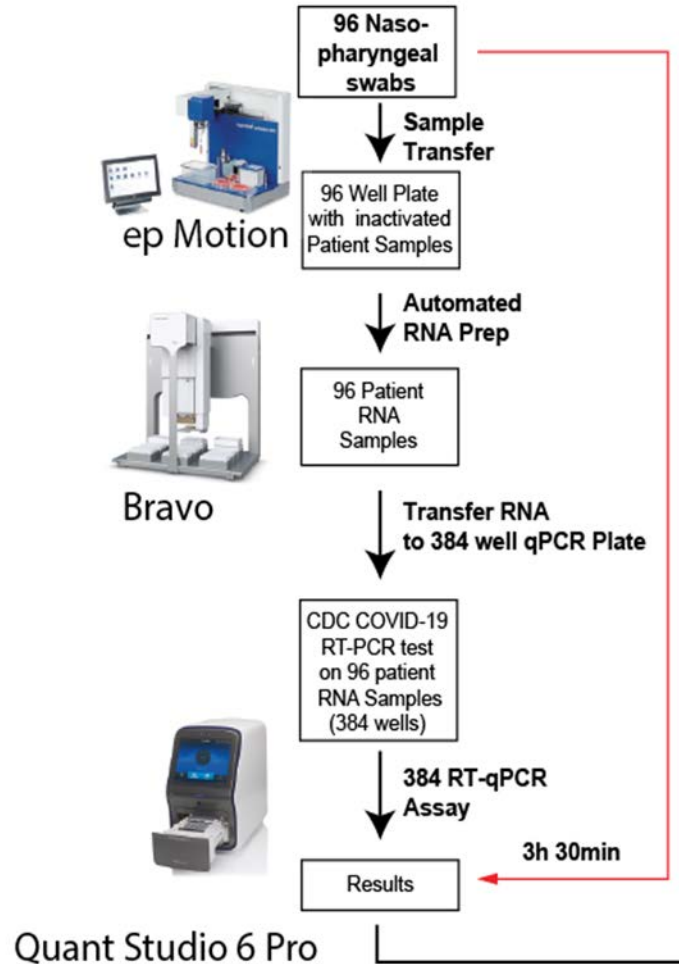 96 Naso-
pharyngeal
swabs
Sample
Transfer
96 Well Plate
with inactivated
Patient Samples
ep Motion
Automated
RNA Prep
96 Patient
RNA
Samples
Bravo
Transfer RNA
to 384 well qPCR Plate
CDC COVID-19
RT-PCR test
on 96 patient
RNA Samples
(384 wells)
384 RT-qPCR
Assay
3h 30min
Results
Quant Studio 6 Pro